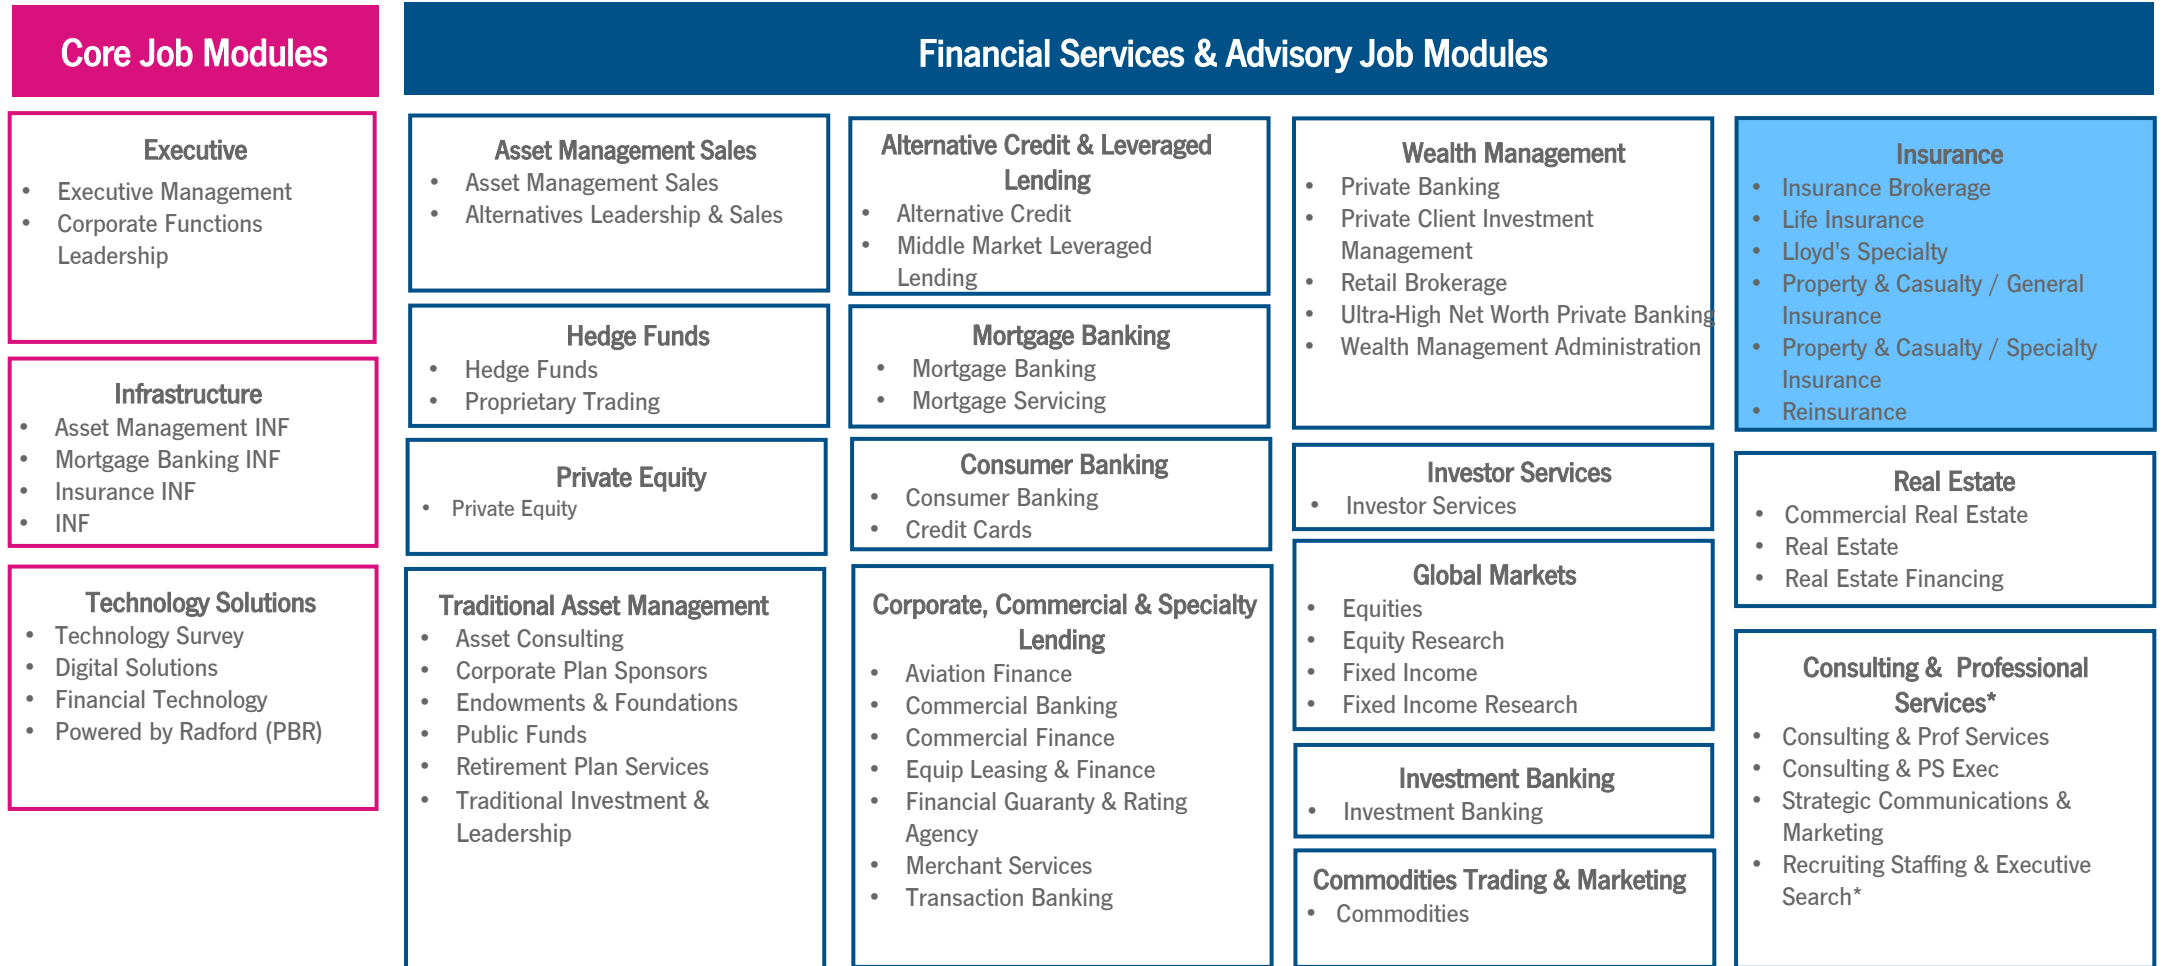 Core Job Modules
Financial Services & Advisory Job Modules
Executive
• Executive Management
• Corporate Functions
Leadership
Infrastructure
• Asset Management INF
• Mortgage Banking INF
• Insurance INF
• INF
Technology Solutions
• Technology Survey
• Digital Solutions
• Financial Technology
• Powered by Radford (PBR)
Asset Management Sales
• Asset Management Sales
• Alternatives Leadership & Sales
Hedge Funds
• Hedge Funds
• Proprietary Trading
Private Equity
• Private Equity
Traditional Asset Management
• Asset Consulting
• Corporate Plan Sponsors
• Endowments & Foundations
• Public Funds
• Retirement Plan Services
• Traditional Investment &
Leadership
Alternative Credit & Leveraged
Lending
• Alternative Credit
• Middle Market Leveraged
Lending
Mortgage Banking
• Mortgage Banking
• Mortgage Servicing
Consumer Banking
• Consumer Banking
• Credit Cards
Corporate, Commercial & Specialty
Lending
• Aviation Finance
• Commercial Banking
• Commercial Finance
• Equip Leasing & Finance
• Financial Guaranty & Rating
Agency
• Merchant Services
• Transaction Banking
Wealth Management
• Private Banking
• Private Client Investment
Management
• Retail Brokerage
• Ultra-High Net Worth Private Banking
• Wealth Management Administration
Investor Services
• Investor Services
Global Markets
• Equities
• Equity Research
• Fixed Income
• Fixed Income Research
Investment Banking
• Investment Banking
Commodities Trading & Marketing
• Commodities
Insurance
• Insurance Brokerage
• Life Insurance
• Lloyd's Specialty
• Property & Casualty / General
Insurance
• Property & Casualty / Specialty
Insurance
• Reinsurance
Real Estate
• Commercial Real Estate
• Real Estate
• Real Estate Financing
Consulting & Professional
Services*
• Consulting & Prof Services
• Consulting & PS Exec
• Strategic Communications &
Marketing
• Recruiting Staffing & Executive
Search*